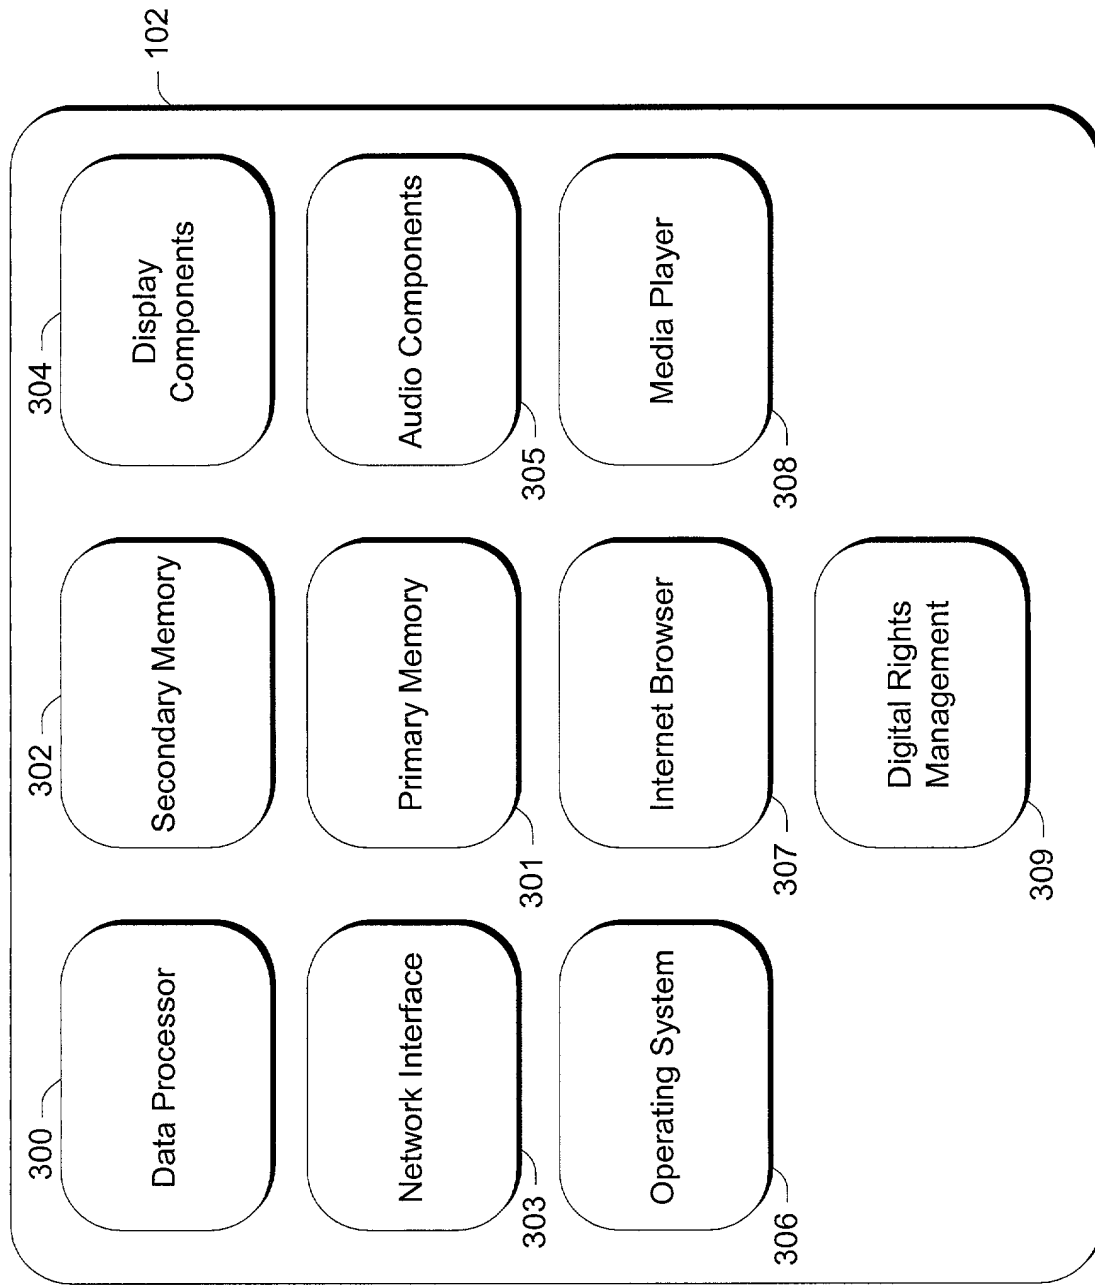 102
300
Data Processor
302
Secondary Memory
304
Display
Components
Network Interface
303
Primary Memory
301
Audio Components
305
Operating System
306
Internet Browser
307
Media Player
308
Digital Rights
Management
309